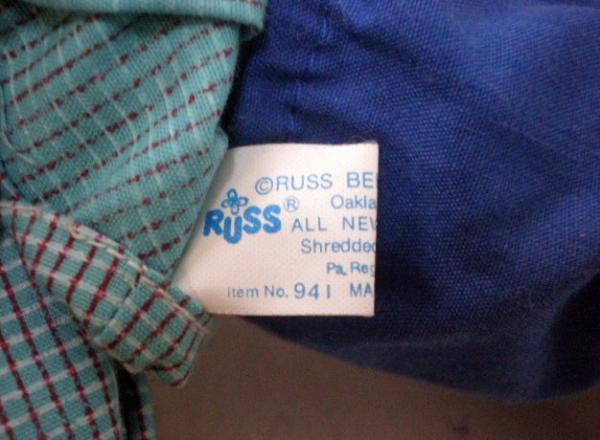 ©RUSS BE
Oakla
RUSS® ALL NEW
Shredded
Pa. Reg
Item No. 941 MA